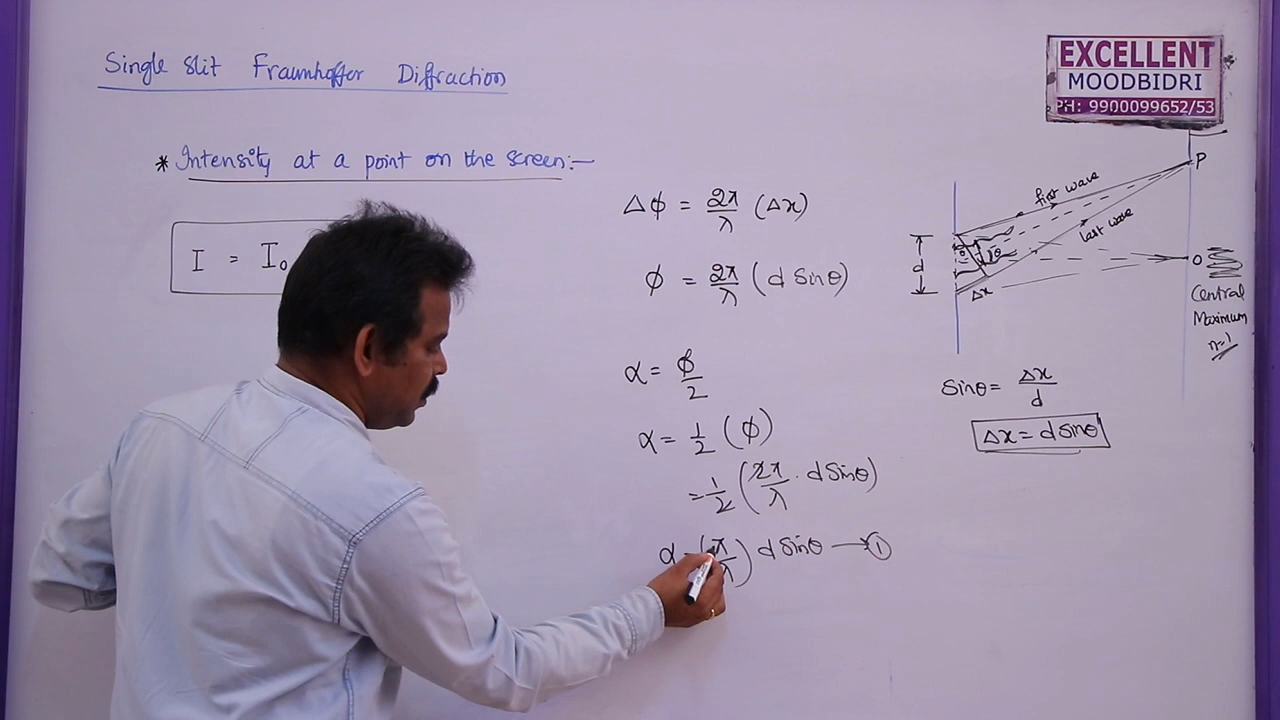 Single slit Fraunhoffer Diffraction
* Intensity at a point on the screen:-
I = I₀
Δϕ = 2π/λ (Δx)
ϕ = 2π/λ (d sinθ)
α = ϕ/2
α = 1/2 (ϕ)
= 1/2 (2π/λ . d sinθ)
α = (π/λ) d sinθ → ①
EXCELLENT
MOODBIDRI
PH: 9900099652/53
P
first wave
last wave
θ
θ
d
Δx
O
Central
Maximum
n=1
sinθ = Δx/d
Δx = d sinθ